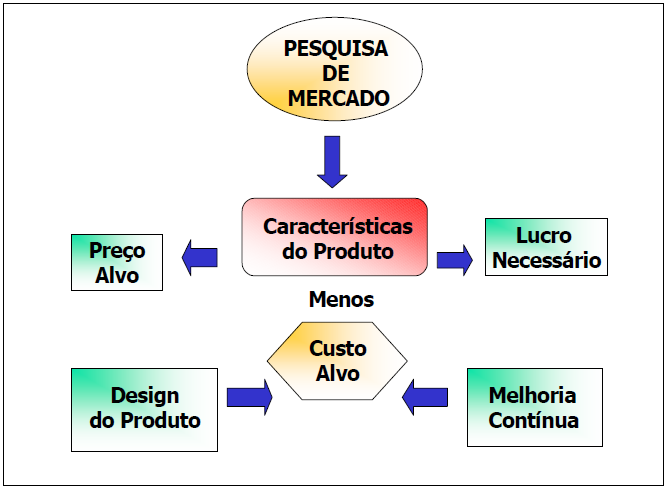 PESQUISA
DE
MERCADO
Características
do Produto
Preço
Alvo
Lucro
Necessário
Menos
Custo
Alvo
Design
do Produto
Melhoria
Contínua